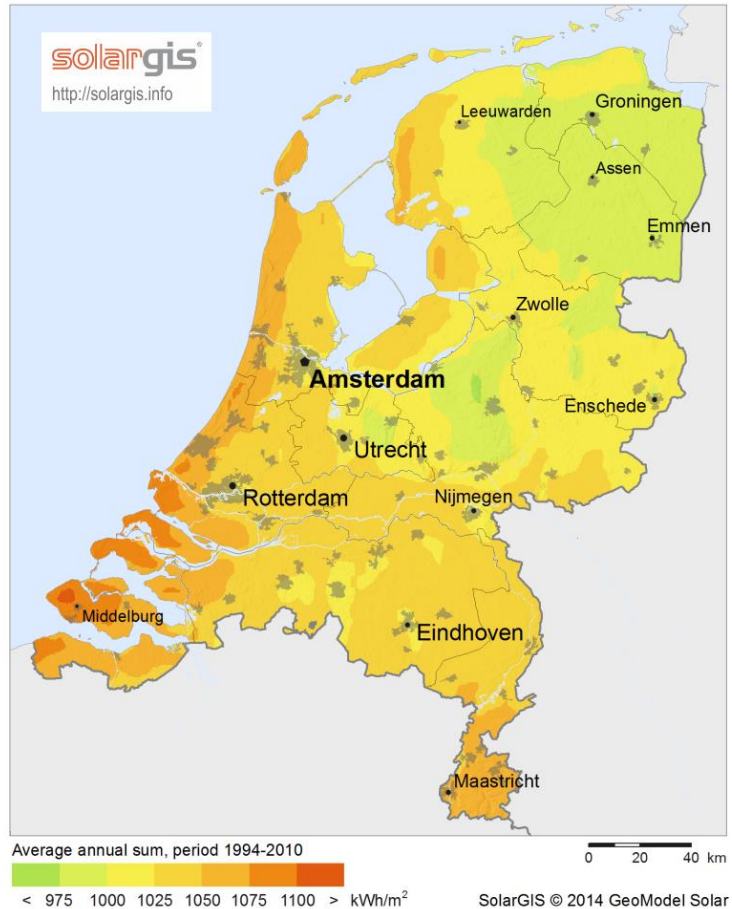 solargis
http://solargis.info
Leeuwarden
Groningen
Assen
Emmen
Zwolle
Amsterdam
Enschede
Utrecht
Rotterdam
Nijmegen
Middelburg
Eindhoven
Maastricht
Average annual sum, period 1994-2010
0 20 40 km
< 975 1000 1025 1050 1075 1100 > kWh/m²
SolarGIS © 2014 GeoModel Solar